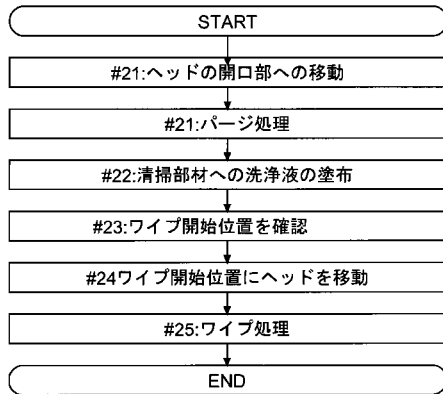 START
#21:ヘッドの開口部への移動
#21:パージ処理
#22:清掃部材への洗浄液の塗布
#23:ワイプ開始位置を確認
#24ワイプ開始位置にヘッドを移動
#25:ワイプ処理
END